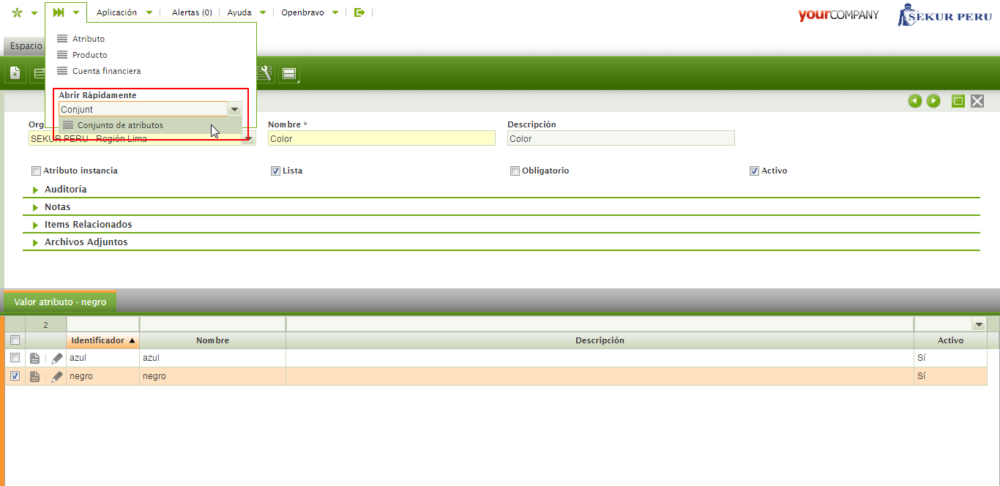 Aplicación
Alertas (0)
Ayuda
Openbravo
yourCOMPANY
SEKUR PERU
Espacio
Atributo
Producto
Cuenta financiera
Abrir Rápidamente
Conjunt
Conjunto de atributos
Org
Nombre *
Descripción
SEKUR PERU - Región Lima
Color
Color
Atributo instancia
Lista
Obligatorio
Activo
Auditoría
Notas
Items Relacionados
Archivos Adjuntos
Valor atributo - negro
2
Identificador
Nombre
Descripción
Activo
azul
azul
Sí
negro
negro
Sí